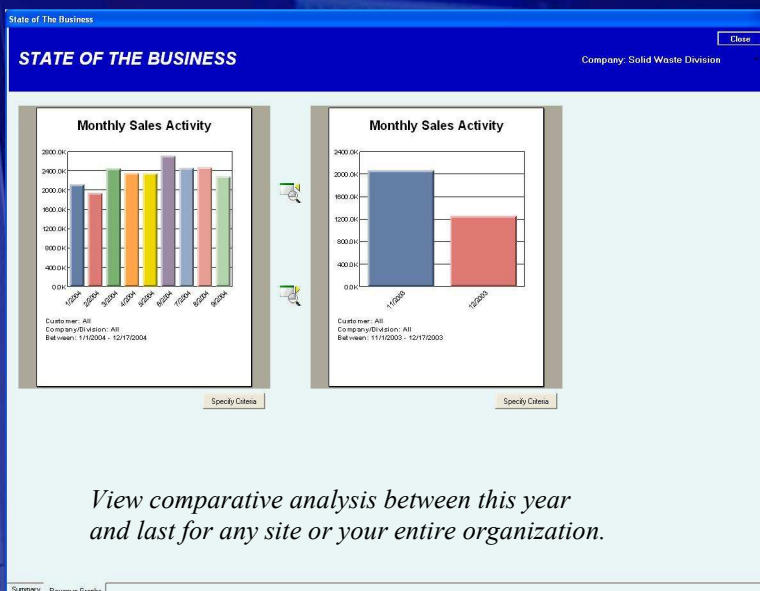 State of The Business
Close
STATE OF THE BUSINESS
Company: Solid Waste Division
Monthly Sales Activity
2800.0K
2400.0K
2000.0K
1600.0K
1200.0K
800.0K
400.0K
0.0K
1/2004 2/2004 3/2004 4/2004 5/2004 6/2004 7/2004 8/2004 9/2004
Customer: All
Company/Division: All
Between: 1/1/2004 - 12/17/2004
Specify Criteria
Monthly Sales Activity
2400.0K
2000.0K
1600.0K
1200.0K
800.0K
400.0K
0.0K
11/2003 12/2003
Customer: All
Company/Division: All
Between: 11/1/2003 - 12/17/2003
Specify Criteria
View comparative analysis between this year
and last for any site or your entire organization.
Summary Revenue Graphs